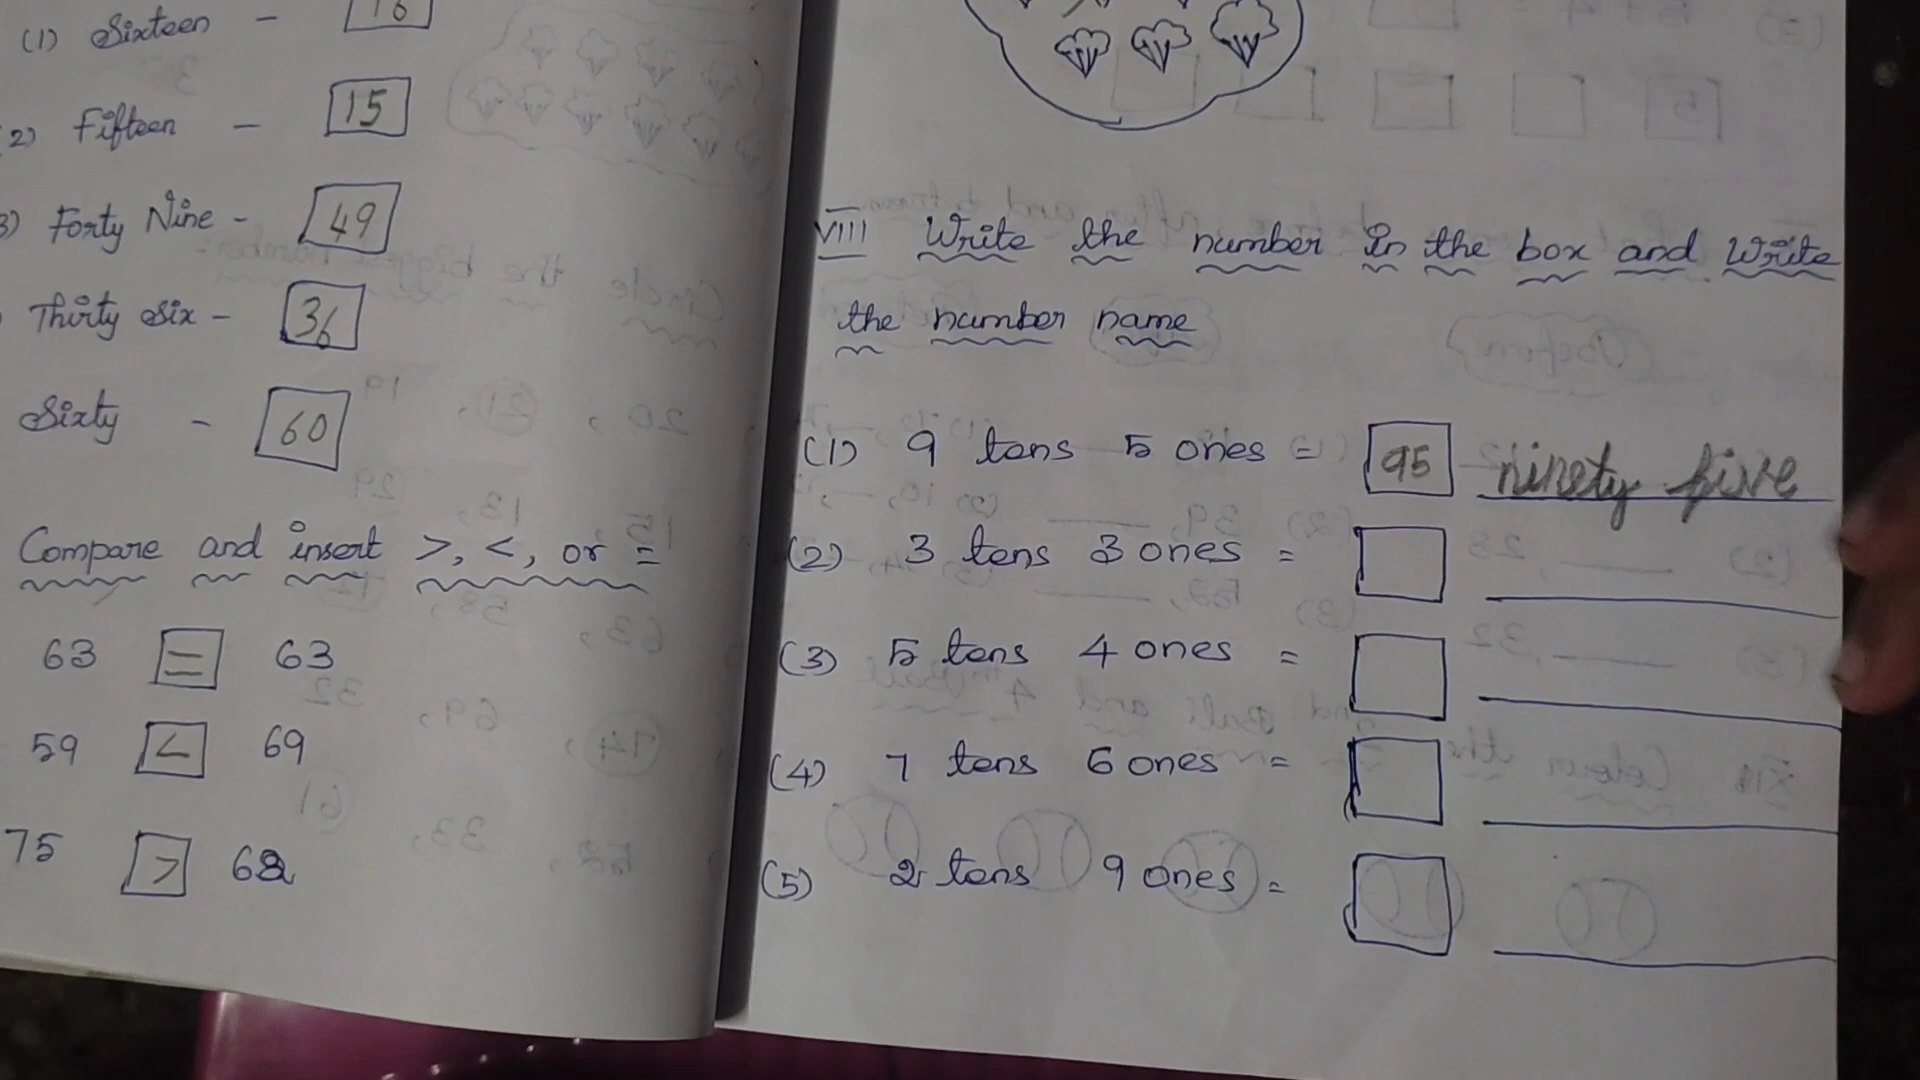 (1) Sixteen - 16
2) Fifteen - 15
3) Forty Nine - 49
Thirty Six - 36
Sixty - 60
Compare and insert >, <, or =
63 = 63
59 < 69
75 > 62
VIII Write the number in the box and Write
the number name
(1) 9 tens 5 ones = 95 ninety five
(2) 3 tens 3 ones =
(3) 5 tens 4 ones =
(4) 7 tens 6 ones =
(5) 2 tens 9 ones =